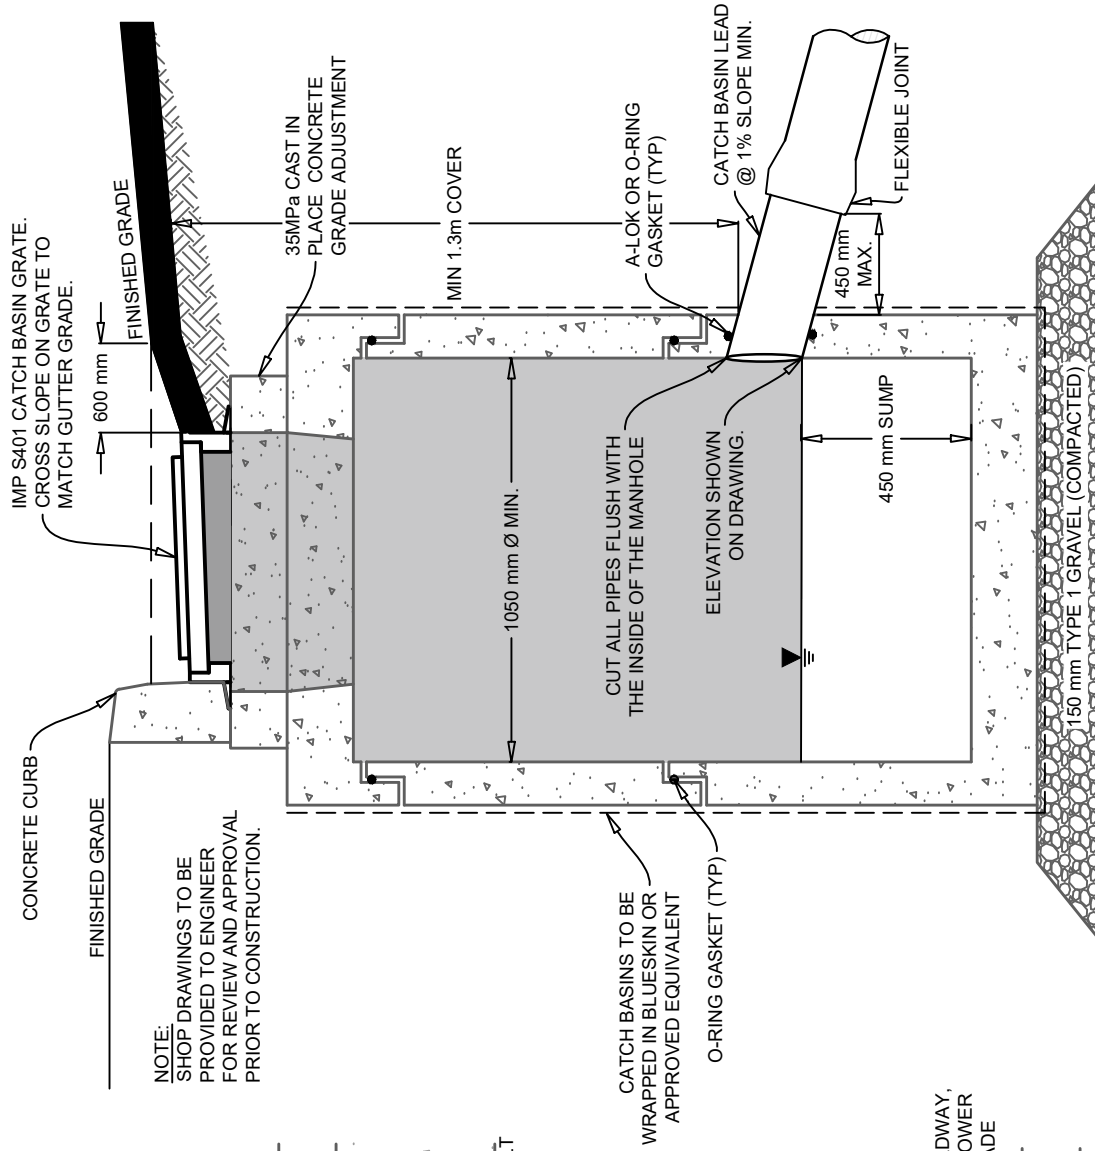 IMP S401 CATCH BASIN GRATE.
CROSS SLOPE ON GRATE TO
MATCH GUTTER GRADE.
CONCRETE CURB
FINISHED GRADE
600 mm
FINISHED GRADE
NOTE:
SHOP DRAWINGS TO BE
PROVIDED TO ENGINEER
FOR REVIEW AND APPROVAL
PRIOR TO CONSTRUCTION.
35MPa CAST IN
PLACE CONCRETE
GRADE ADJUSTMENT
MIN 1.3m COVER
1050 mm Ø MIN.
A-LOK OR O-RING
GASKET (TYP)
CATCH BASIN LEAD
@ 1% SLOPE MIN.
FLEXIBLE JOINT
450 mm
MAX.
CUT ALL PIPES FLUSH WITH
THE INSIDE OF THE MANHOLE
ELEVATION SHOWN
ON DRAWING.
450 mm SUMP
CATCH BASINS TO BE
WRAPPED IN BLUESKIN OR
APPROVED EQUIVALENT
O-RING GASKET (TYP)
150 mm TYPE 1 GRAVEL (COMPACTED)
LT
DWAY,
OWER
ADE